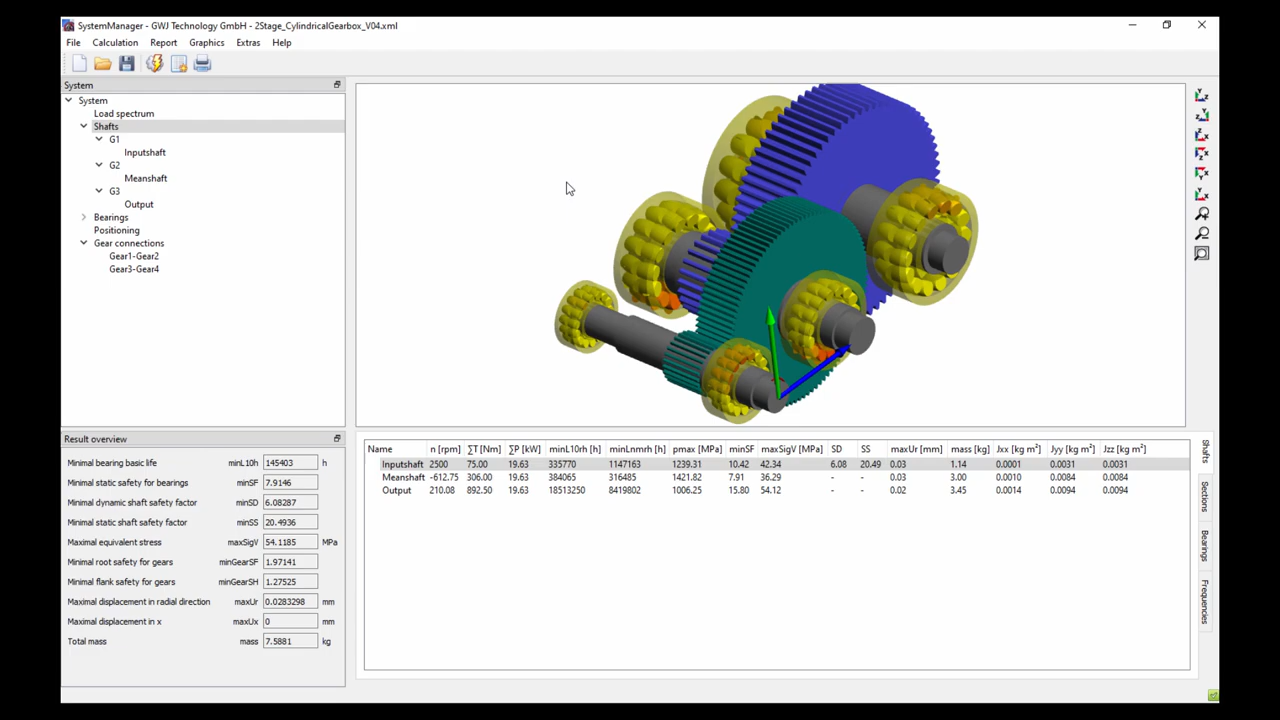 SystemManager - GWJ Technology GmbH - 2Stage_CylindricalGearbox_V04.xml
File Calculation Report Graphics Extras Help
System
System
Load spectrum
Shafts
G1
Inputshaft
G2
Meanshaft
G3
Output
Bearings
Positioning
Gear connections
Gear1-Gear2
Gear3-Gear4
Result overview
Minimal bearing basic life minL10h 145403 h
Minimal static safety for bearings minSF 7.9146
Minimal dynamic shaft safety factor minSD 6.08287
Minimal static shaft safety factor minSS 20.4936
Maximal equivalent stress maxSigV 54.1185 MPa
Minimal root safety for gears minGearSF 1.97141
Minimal flank safety for gears minGearSH 1.27525
Maximal displacement in radial direction maxUr 0.0283298 mm
Maximal displacement in x maxUx 0 mm
Total mass mass 7.5881 kg
Name n [rpm] ∑T [Nm] ∑P [kW] minL10rh [h] minLnmrh [h] pmax [MPa] minSF maxSigV [MPa] SD SS maxUr [mm] mass [kg] Jxx [kg m²] Jyy [kg m²] Jzz [kg m²]
Inputshaft 2500 75.00 19.63 335770 1147163 1239.31 10.42 42.34 6.08 20.49 0.03 1.14 0.0001 0.0031 0.0031
Meanshaft -612.75 306.00 19.63 384065 316485 1421.82 7.91 36.29 - - 0.03 3.00 0.0010 0.0084 0.0084
Output 210.08 892.50 19.63 18513250 8419802 1006.25 15.80 54.12 - - 0.02 3.45 0.0014 0.0094 0.0094
Shafts
Sections
Bearings
Frequencies